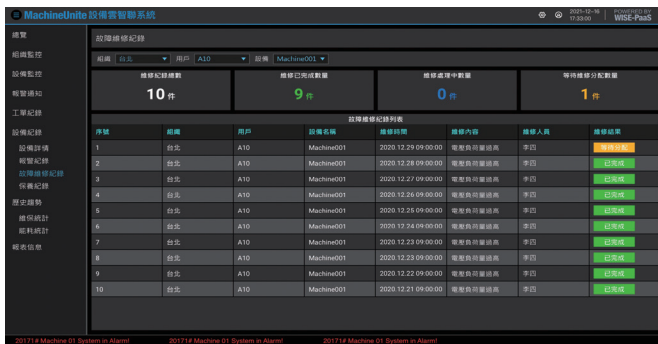 MachineUnite 設備雲智聯系統
2021-12-16
17:33:00
POWERED BY
WISE-PaaS
總覽
組織監控
設備監控
報警通知
工單紀錄
設備紀錄
設備詳情
報警紀錄
故障維修紀錄
保養紀錄
歷史趨勢
維保統計
能耗統計
報表信息
故障維修紀錄
組織 台北 用戶 A10 設備 Machine001
維修紀錄總數 維修已完成數量 維修處理中數量 等待維修分配數量
10 件 9 件 0 件 1 件
故障維修紀錄列表
序號 組織 用戶 設備名稱 維修時間 維修內容 維修人員 維修結果
1 台北 A10 Machine001 2020.12.29 09:00:00 電壓負荷量過高 李四 等待分配
2 台北 A10 Machine001 2020.12.28 09:00:00 電壓負荷量過高 李四 已完成
3 台北 A10 Machine001 2020.12.27 09:00:00 電壓負荷量過高 李四 已完成
4 台北 A10 Machine001 2020.12.26 09:00:00 電壓負荷量過高 李四 已完成
5 台北 A10 Machine001 2020.12.25 09:00:00 電壓負荷量過高 李四 已完成
6 台北 A10 Machine001 2020.12.24 09:00:00 電壓負荷量過高 李四 已完成
7 台北 A10 Machine001 2020.12.23 09:00:00 電壓負荷量過高 李四 已完成
8 台北 A10 Machine001 2020.12.23 09:00:00 電壓負荷量過高 李四 已完成
9 台北 A10 Machine001 2020.12.22 09:00:00 電壓負荷量過高 李四 已完成
10 台北 A10 Machine001 2020.12.21 09:00:00 電壓負荷量過高 李四 已完成
20171# Machine 01 System in Alarm! 20171# Machine 01 System in Alarm! 20171# Machine 01 System in Alarm!